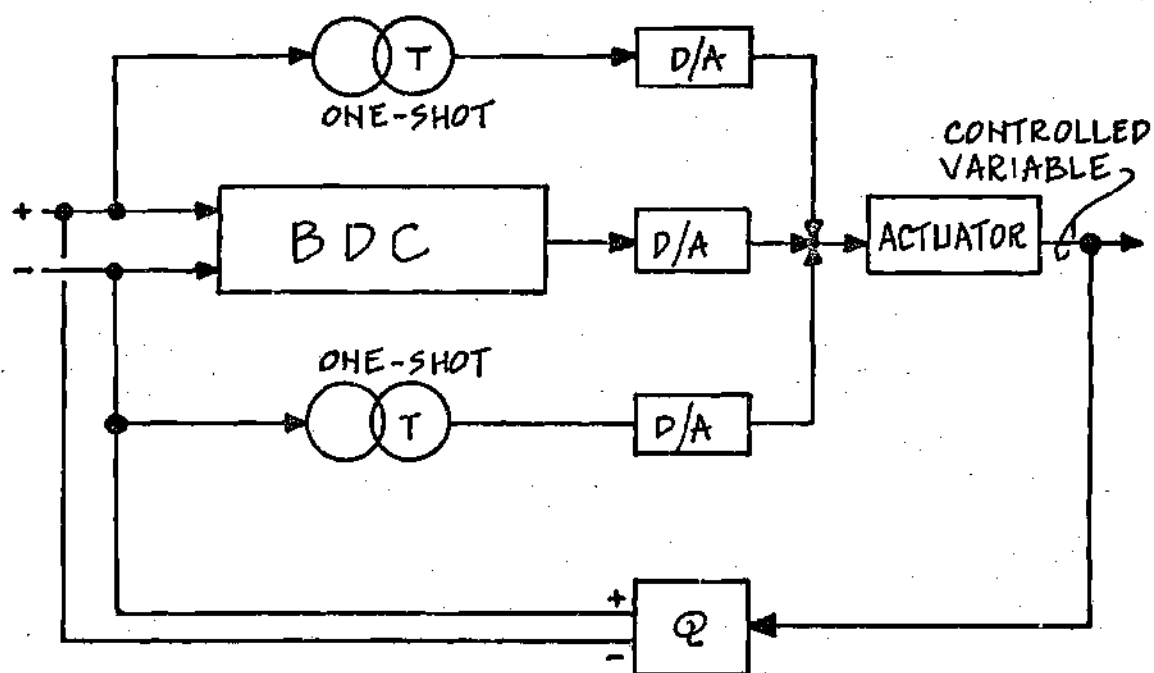 T
D/A
ONE-SHOT
CONTROLLED
VARIABLE
+
BDC
D/A
ACTUATOR
-
ONE-SHOT
T
D/A
+
Q
-